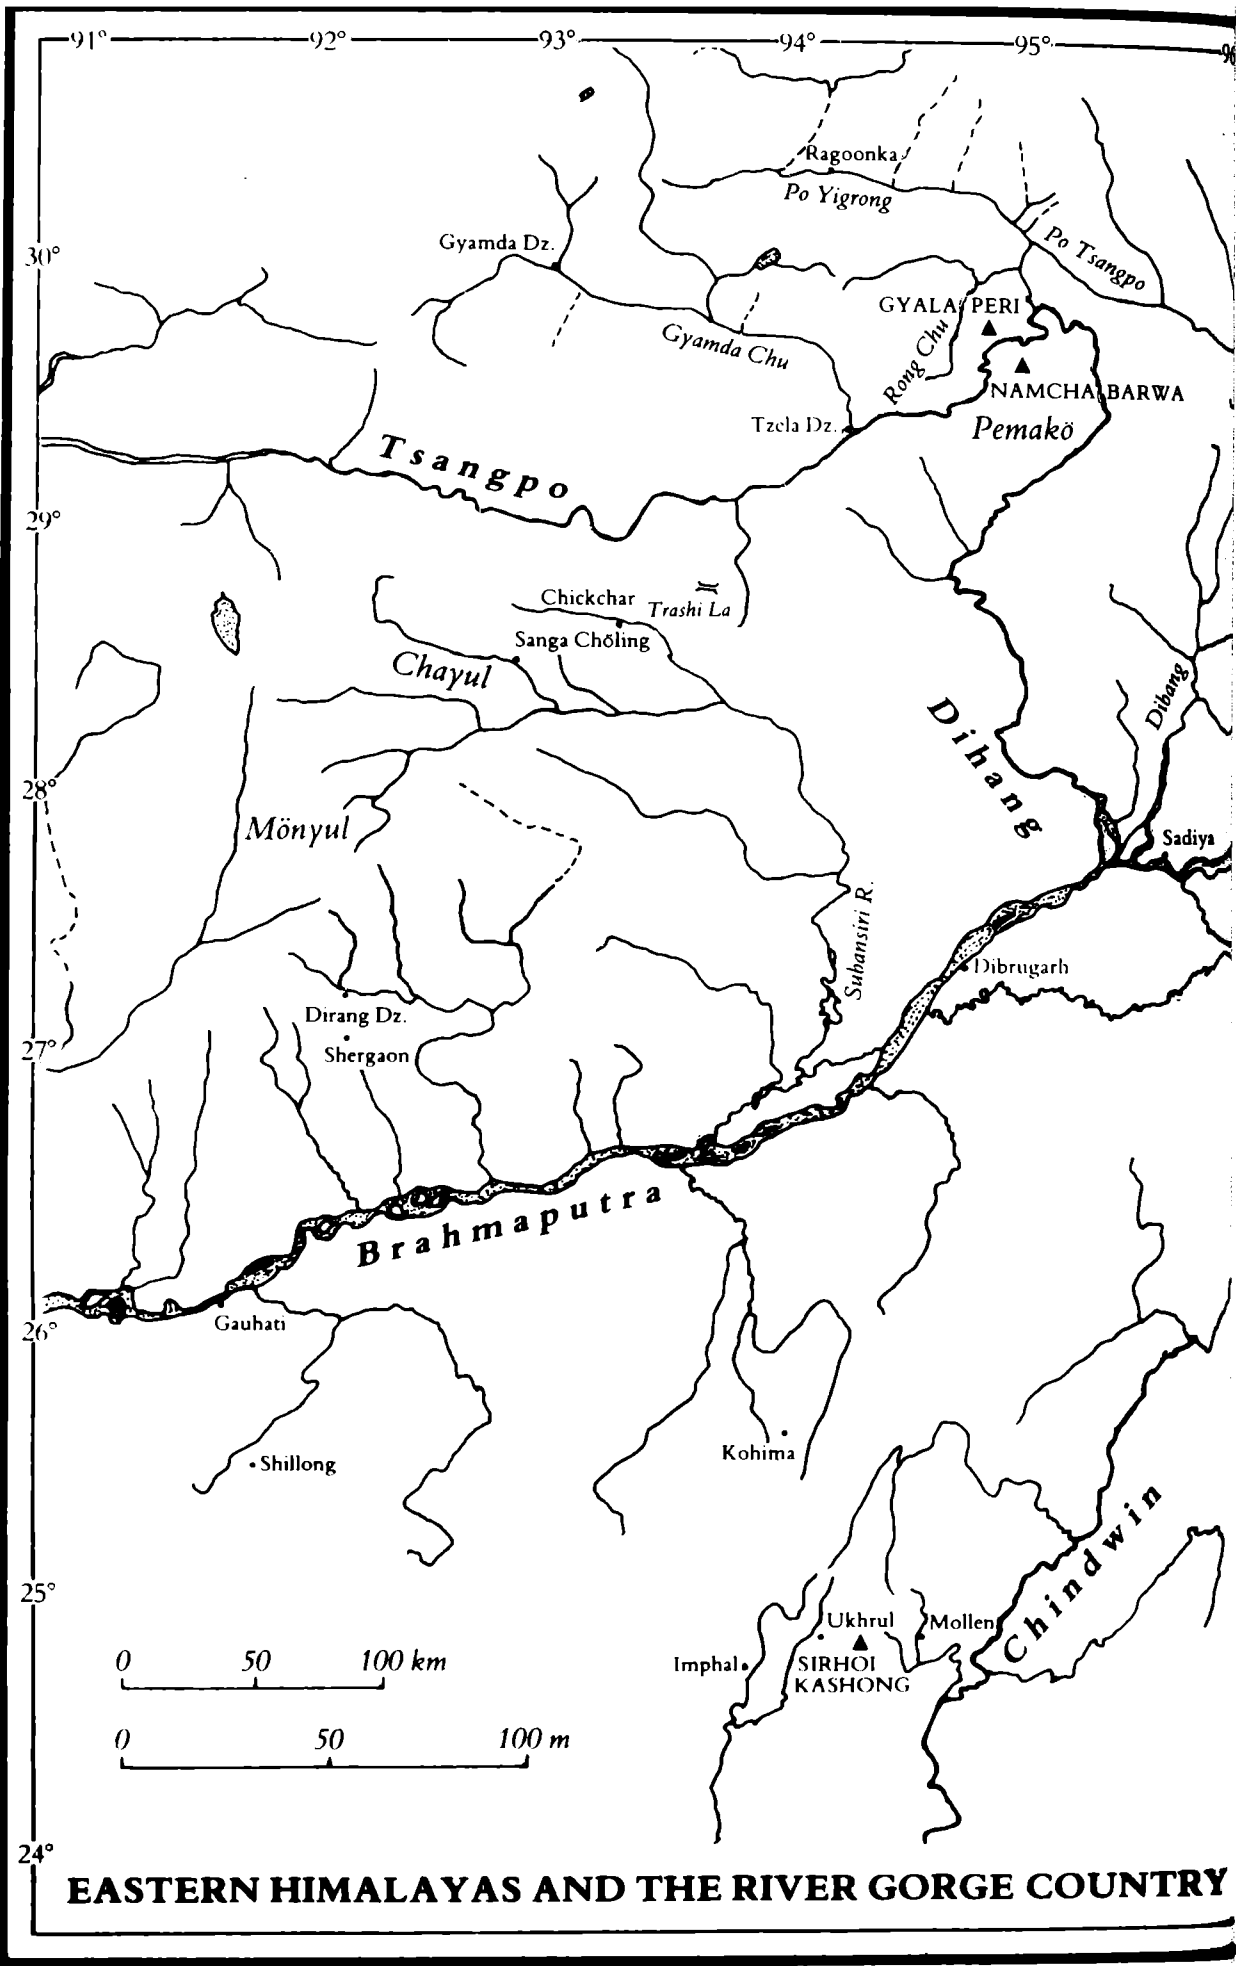 91° 92° 93° 94° 95°
Ragoonka
Po Yigrong
Gyamda Dz.
30°
Po Tsangpo
GYALA PERI
Gyamda Chu
Rong Chu
NAMCHA BARWA
Tzela Dz.
Pemakö
Tsangpo
29°
Chickchar
Trashi La
Sanga Chöling
Chayul
Dibang
Dihang
28°
Mönyul
Sadiya
Subansiri R.
Dibrugarh
Dirang Dz.
27°
Shergaon
Brahmaputra
Gauhati
26°
Kohima
Shillong
Chindwin
25°
Ukhrul
Mollen
Imphal
SIRHOI
KASHONG
0 50 100 km
0 50 100 m
24°
EASTERN HIMALAYAS AND THE RIVER GORGE COUNTRY